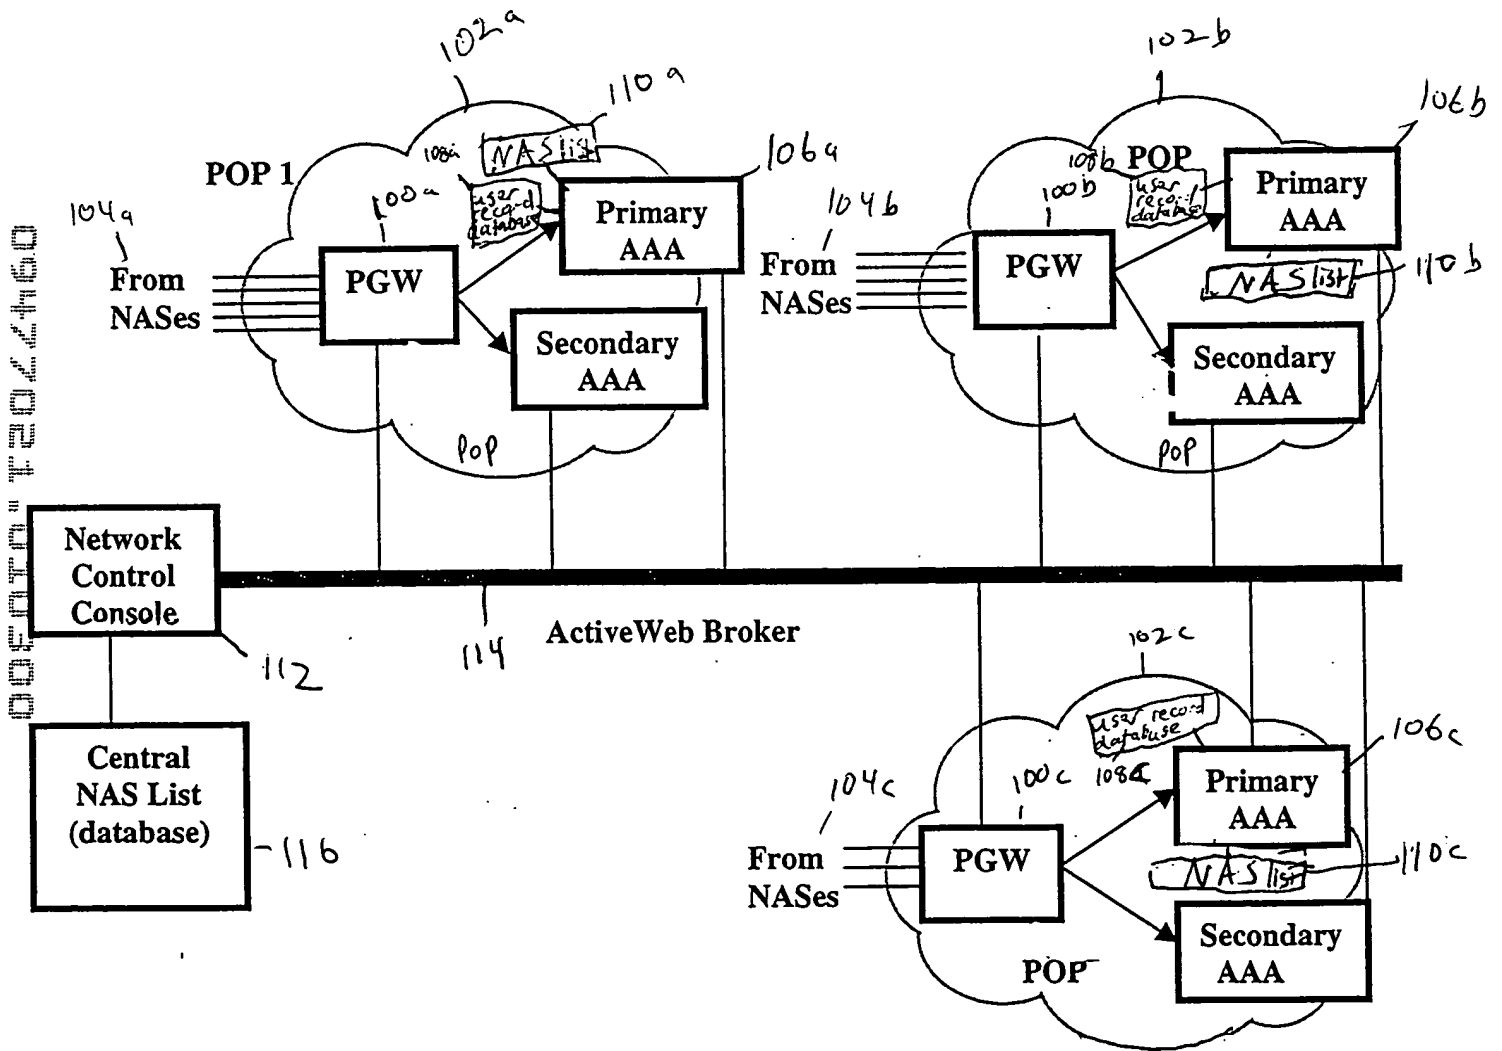 102a
110a
108a
NAS list
106a
POP 1
100a
user
record
database
Primary
AAA
104a
From
NASes
PGW
Secondary
AAA
POP
102b
106b
108b
POP
104b
100b
user
record
database
Primary
AAA
From
NASes
PGW
NAS list
110b
Secondary
AAA
POP
09477021.010300
Network
Control
Console
112
114
ActiveWeb Broker
Central
NAS List
(database)
116
102c
user record
database
108c
106c
104c
100c
Primary
AAA
From
NASes
PGW
NAS list
110c
Secondary
AAA
POP